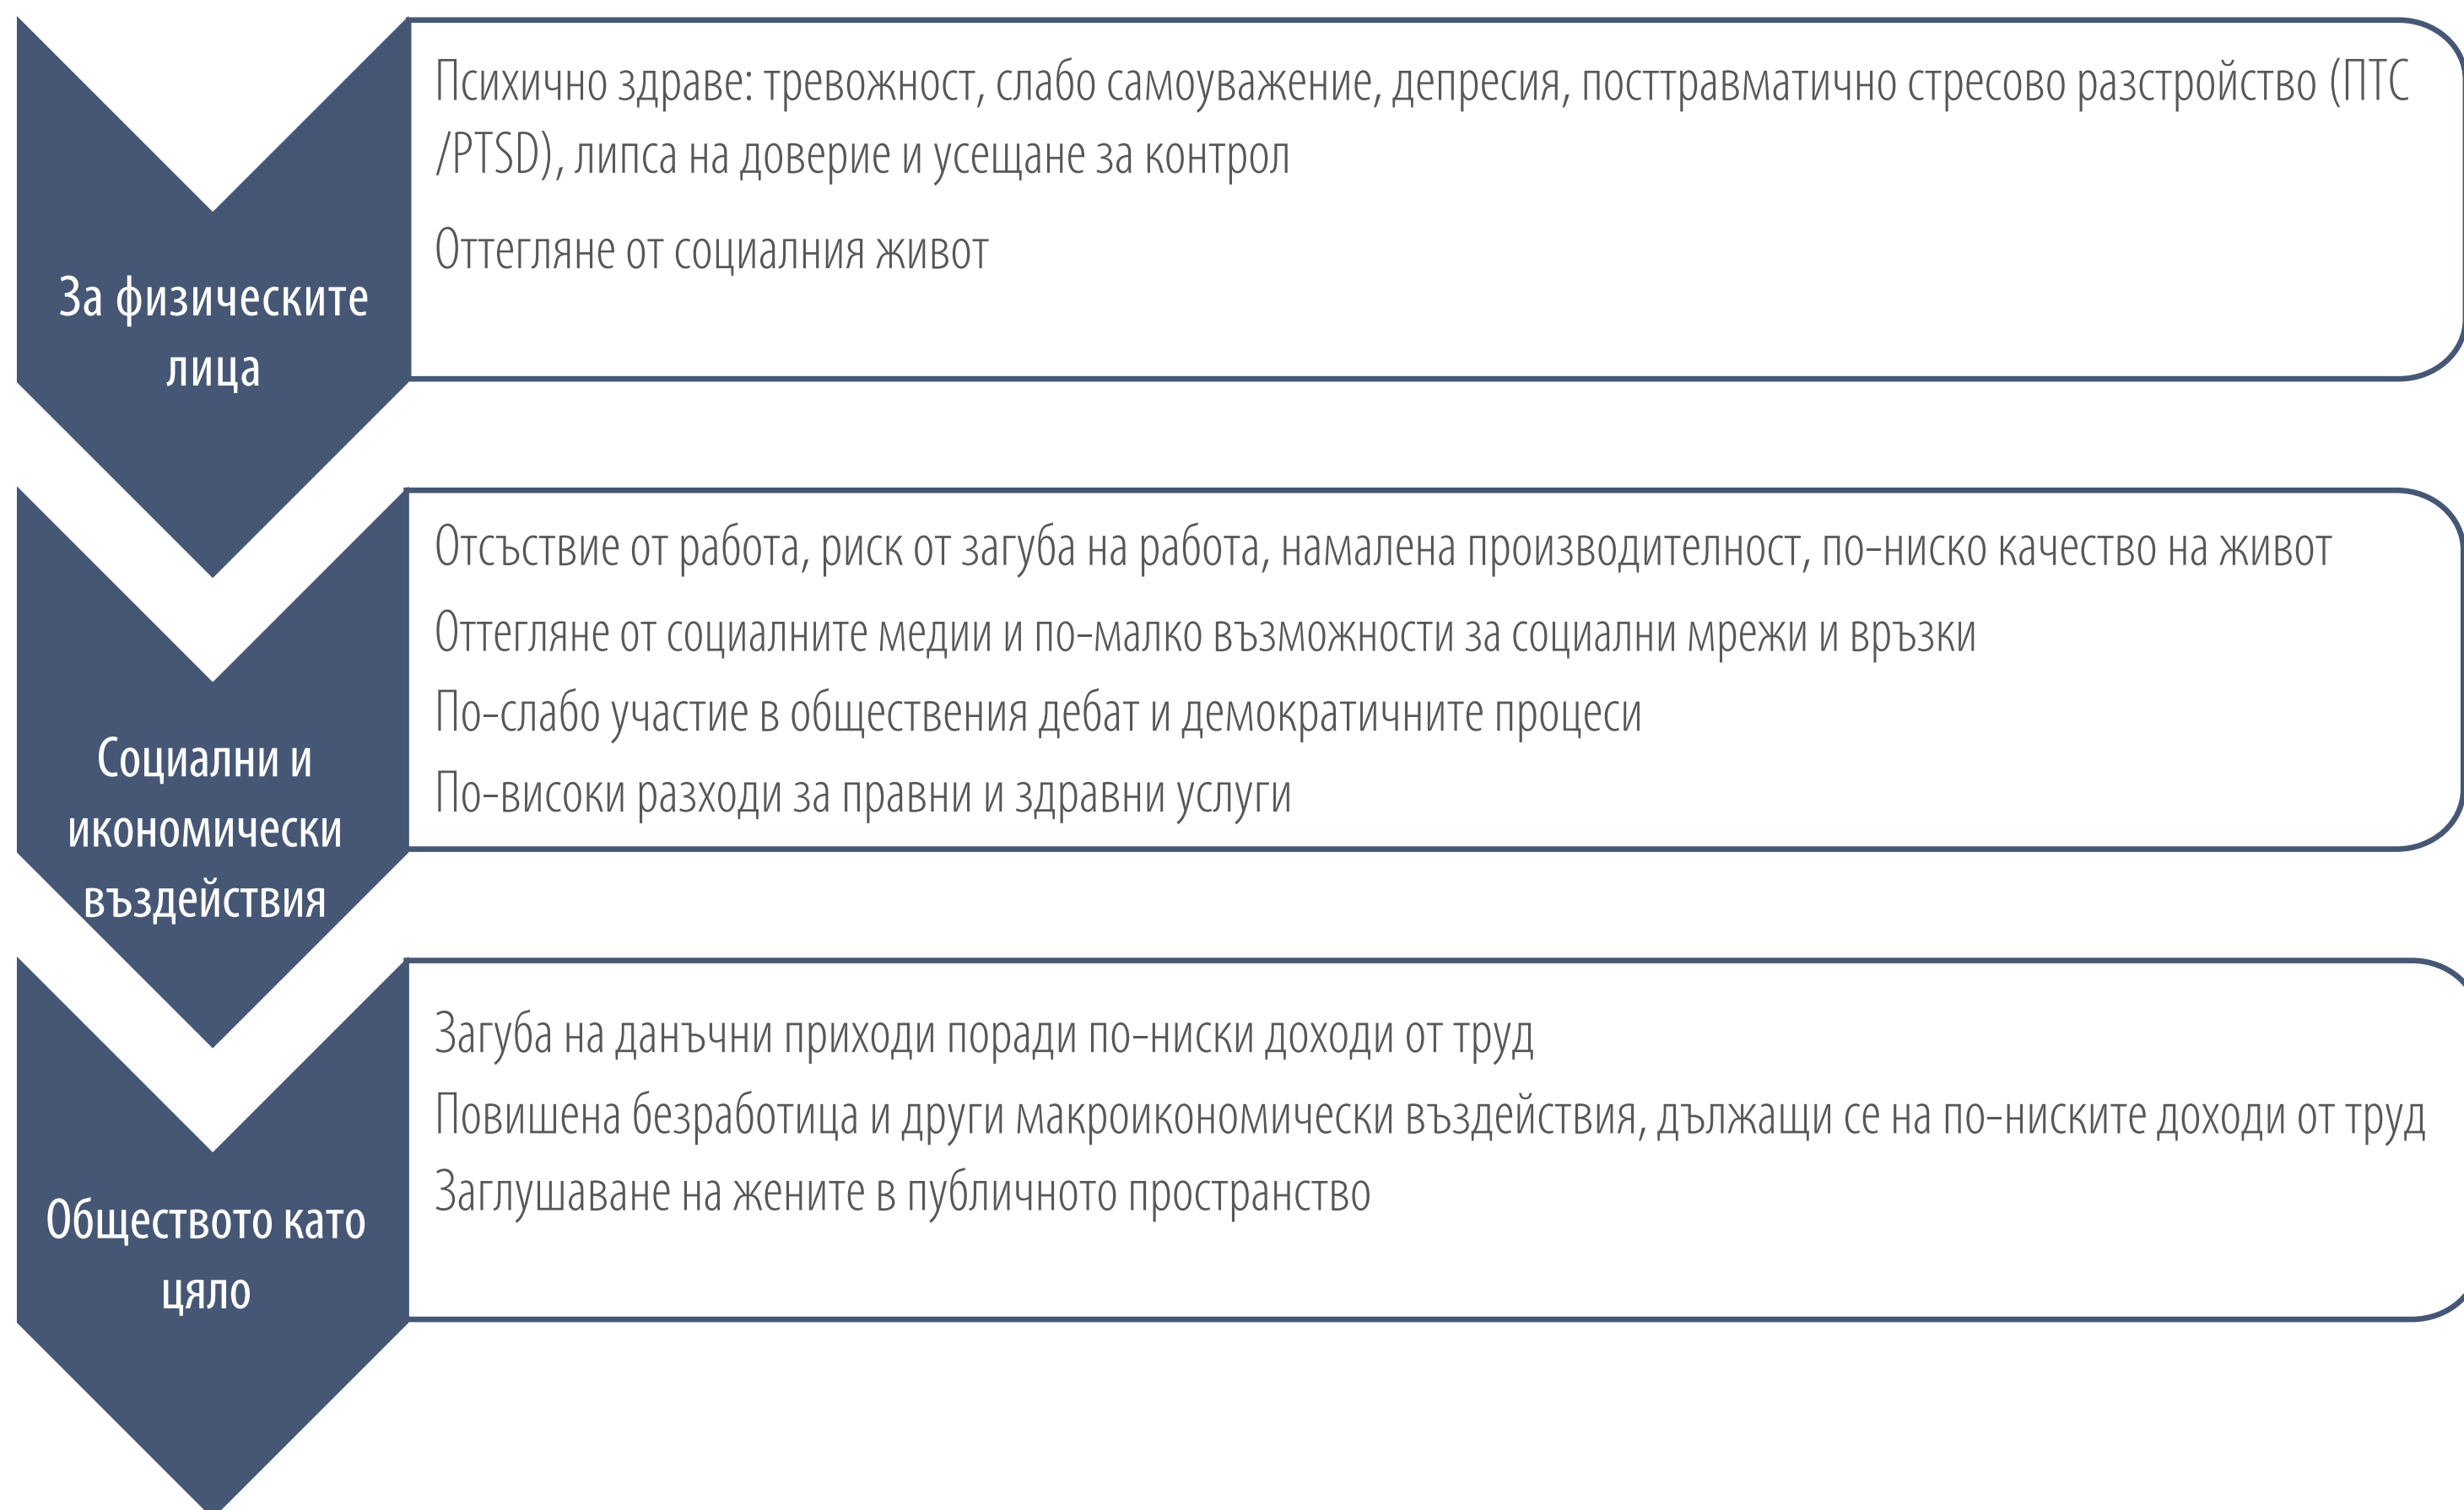 За физическите
лица
Психично здраве: тревожност, слабо самоуважение, депресия, посттравматично стресово разстройство (ПТС
/PTSD), липса на доверие и усещане за контрол
Оттегляне от социалния живот
Социални и
икономически
въздействия
Отсъствие от работа, риск от загуба на работа, намалена производителност, по-ниско качество на живот
Оттегляне от социалните медии и по-малко възможности за социални мрежи и връзки
По-слабо участие в обществения дебат и демократичните процеси
По-високи разходи за правни и здравни услуги
Обществото като
цяло
Загуба на данъчни приходи поради по-ниски доходи от труд
Повишена безработица и други макроикономически въздействия, дължащи се на по-ниските доходи от труд
Заглушаване на жените в публичното пространство